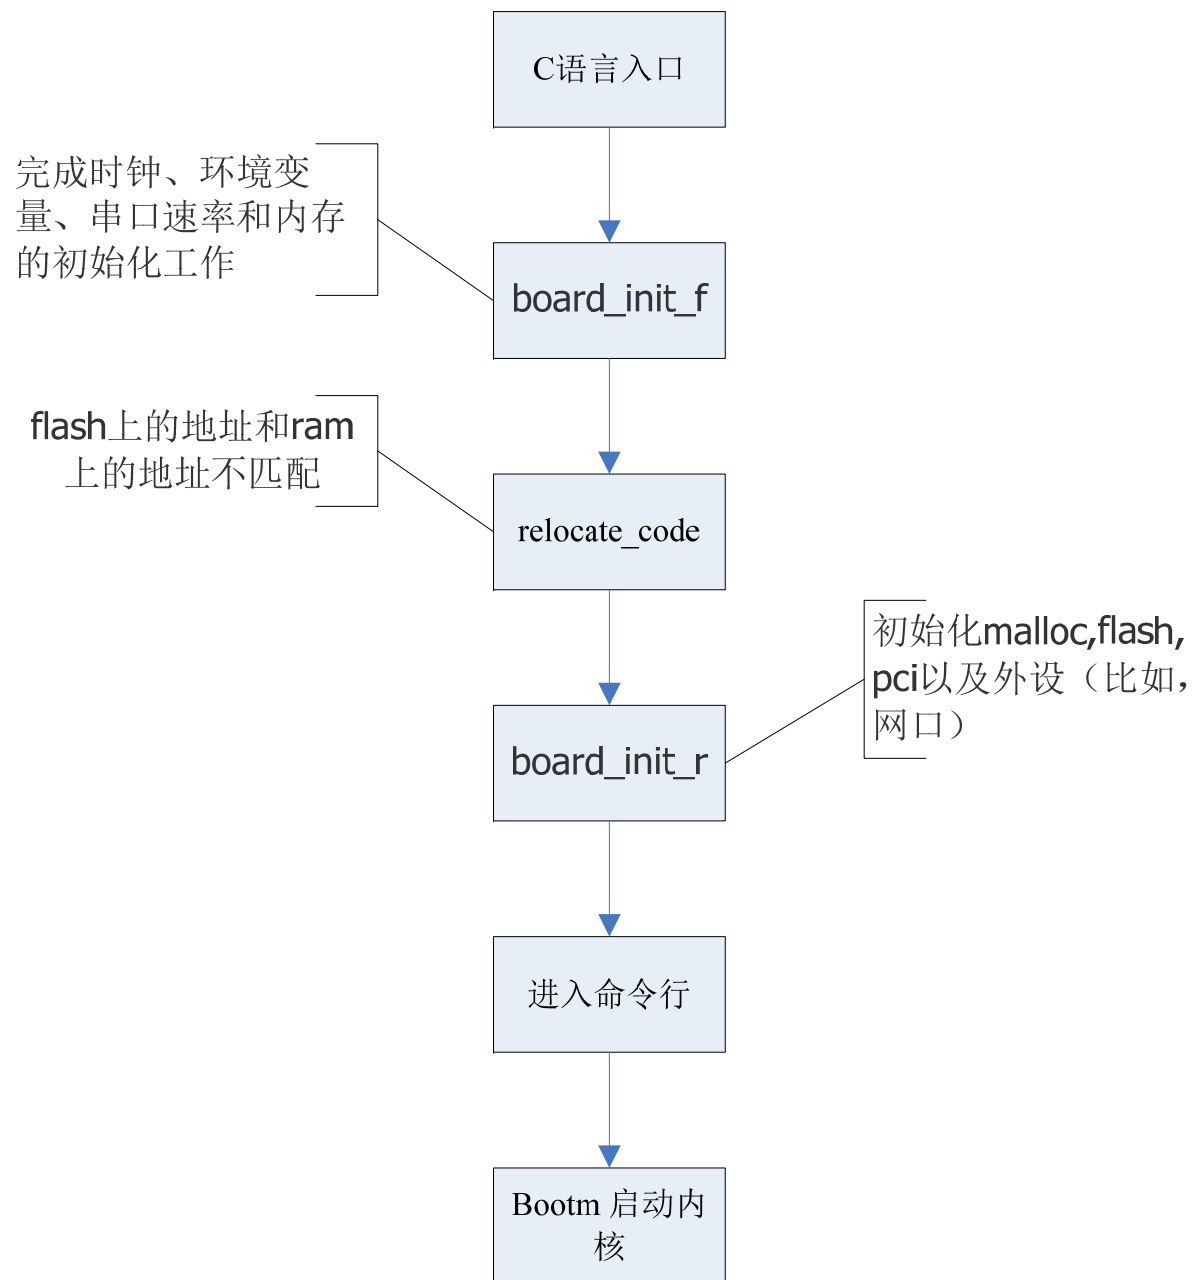 C语言入口
完成时钟、环境变
量、串口速率和内存
的初始化工作
board_init_f
flash上的地址和ram
上的地址不匹配
relocate_code
初始化malloc,flash,
pci以及外设（比如，
网口）
board_init_r
进入命令行
Bootm 启动内
核